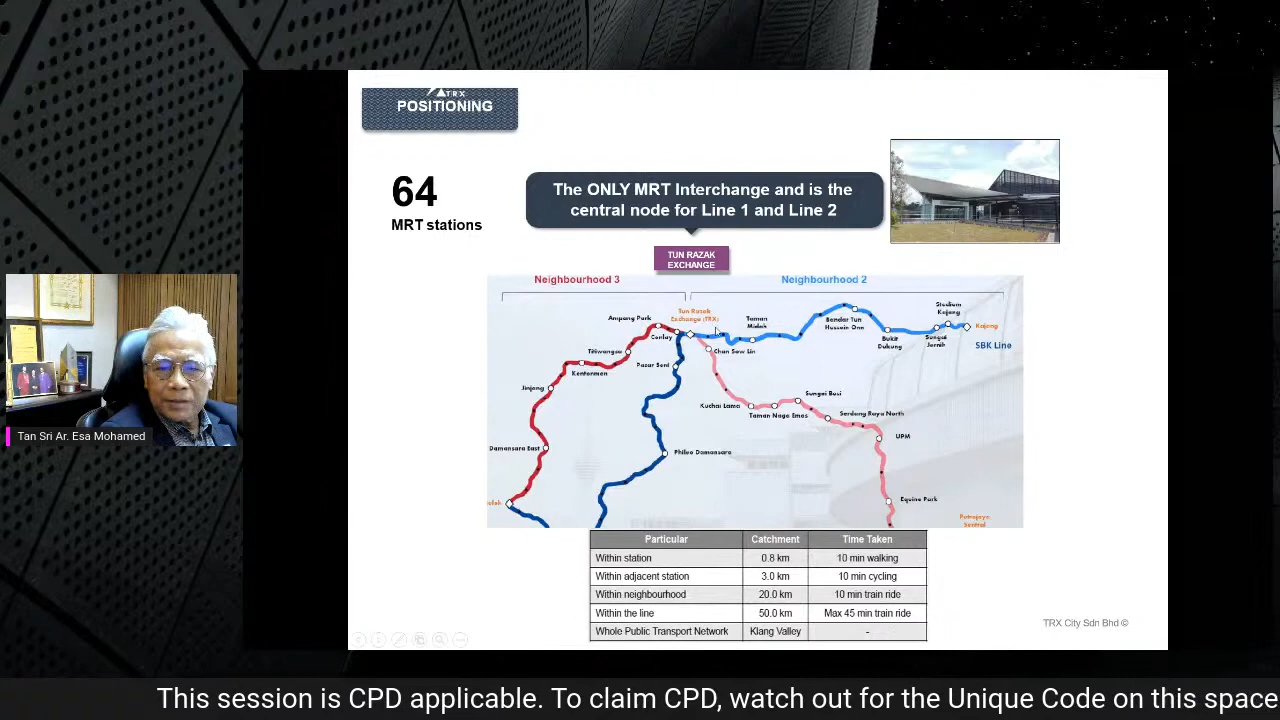 TRX
POSITIONING
64
MRT stations
The ONLY MRT Interchange and is the
central node for Line 1 and Line 2
TUN RAZAK
EXCHANGE
Neighbourhood 3
Neighbourhood 2
Ampang Park
Tun Razak
Exchange (TRX)
Taman
Midah
Bandar Tun
Hussein Onn
Stadium
Kajang
Kajang
Conlay
Bukit
Dukung
Sungai
Jernih
SBK Line
Titiwangsa
Chan Sow Lin
Kentonmen
Pasar Seni
Jinjang
Kuchai Lama
Sungai Besi
Taman Naga Emas
Serdang Raya North
UPM
Damansara East
Phileo Damansara
Equine Park
Putrajaya
Sentral
Particular Catchment Time Taken
Within station 0.8 km 10 min walking
Within adjacent station 3.0 km 10 min cycling
Within neighbourhood 20.0 km 10 min train ride
Within the line 50.0 km Max 45 min train ride
Whole Public Transport Network Klang Valley -
TRX City Sdn Bhd ©
Tan Sri Ar. Esa Mohamed
This session is CPD applicable. To claim CPD, watch out for the Unique Code on this space